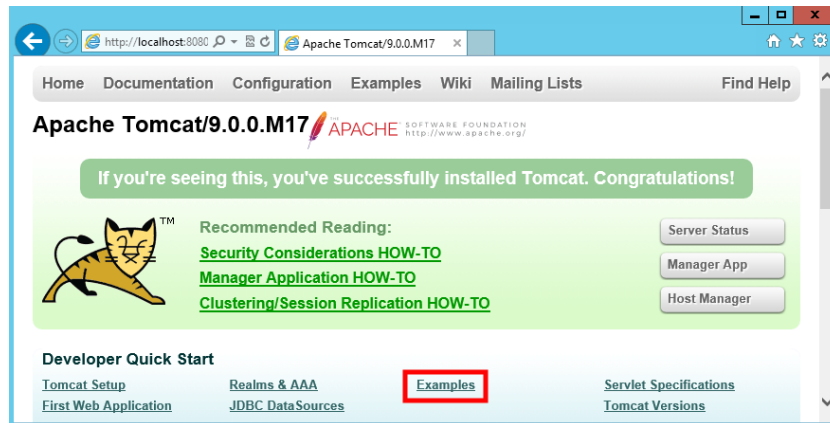 http://localhost:8080
Apache Tomcat/9.0.0.M17
Home Documentation Configuration Examples Wiki Mailing Lists Find Help
Apache Tomcat/9.0.0.M17 THE APACHE SOFTWARE FOUNDATION
http://www.apache.org/
If you're seeing this, you've successfully installed Tomcat. Congratulations!
TM
Recommended Reading:
Security Considerations HOW-TO
Manager Application HOW-TO
Clustering/Session Replication HOW-TO
Server Status
Manager App
Host Manager
Developer Quick Start
Tomcat Setup Realms & AAA Examples Servlet Specifications
First Web Application JDBC DataSources Tomcat Versions